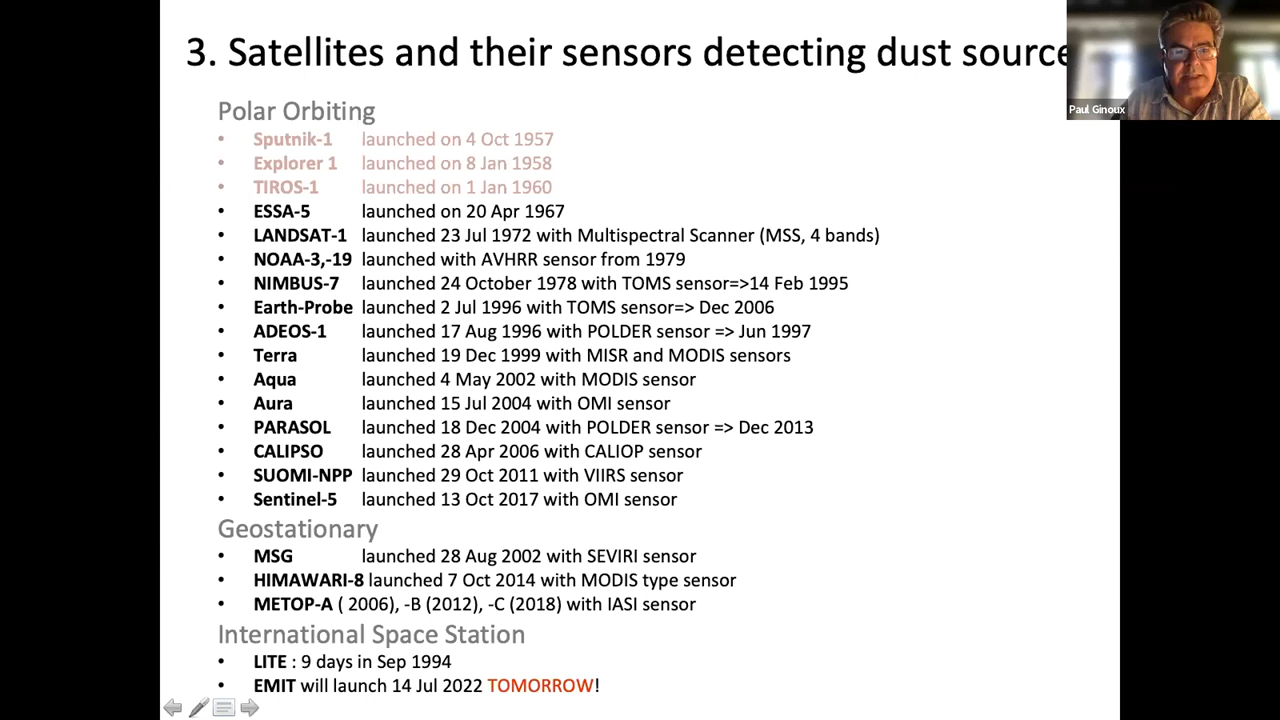 3. Satellites and their sensors detecting dust source
Paul Ginoux
Polar Orbiting
• Sputnik-1 launched on 4 Oct 1957
• Explorer 1 launched on 8 Jan 1958
• TIROS-1 launched on 1 Jan 1960
• ESSA-5 launched on 20 Apr 1967
• LANDSAT-1 launched 23 Jul 1972 with Multispectral Scanner (MSS, 4 bands)
• NOAA-3,-19 launched with AVHRR sensor from 1979
• NIMBUS-7 launched 24 October 1978 with TOMS sensor=>14 Feb 1995
• Earth-Probe launched 2 Jul 1996 with TOMS sensor=> Dec 2006
• ADEOS-1 launched 17 Aug 1996 with POLDER sensor => Jun 1997
• Terra launched 19 Dec 1999 with MISR and MODIS sensors
• Aqua launched 4 May 2002 with MODIS sensor
• Aura launched 15 Jul 2004 with OMI sensor
• PARASOL launched 18 Dec 2004 with POLDER sensor => Dec 2013
• CALIPSO launched 28 Apr 2006 with CALIOP sensor
• SUOMI-NPP launched 29 Oct 2011 with VIIRS sensor
• Sentinel-5 launched 13 Oct 2017 with OMI sensor
Geostationary
• MSG launched 28 Aug 2002 with SEVIRI sensor
• HIMAWARI-8 launched 7 Oct 2014 with MODIS type sensor
• METOP-A ( 2006), -B (2012), -C (2018) with IASI sensor
International Space Station
• LITE : 9 days in Sep 1994
• EMIT will launch 14 Jul 2022 TOMORROW!